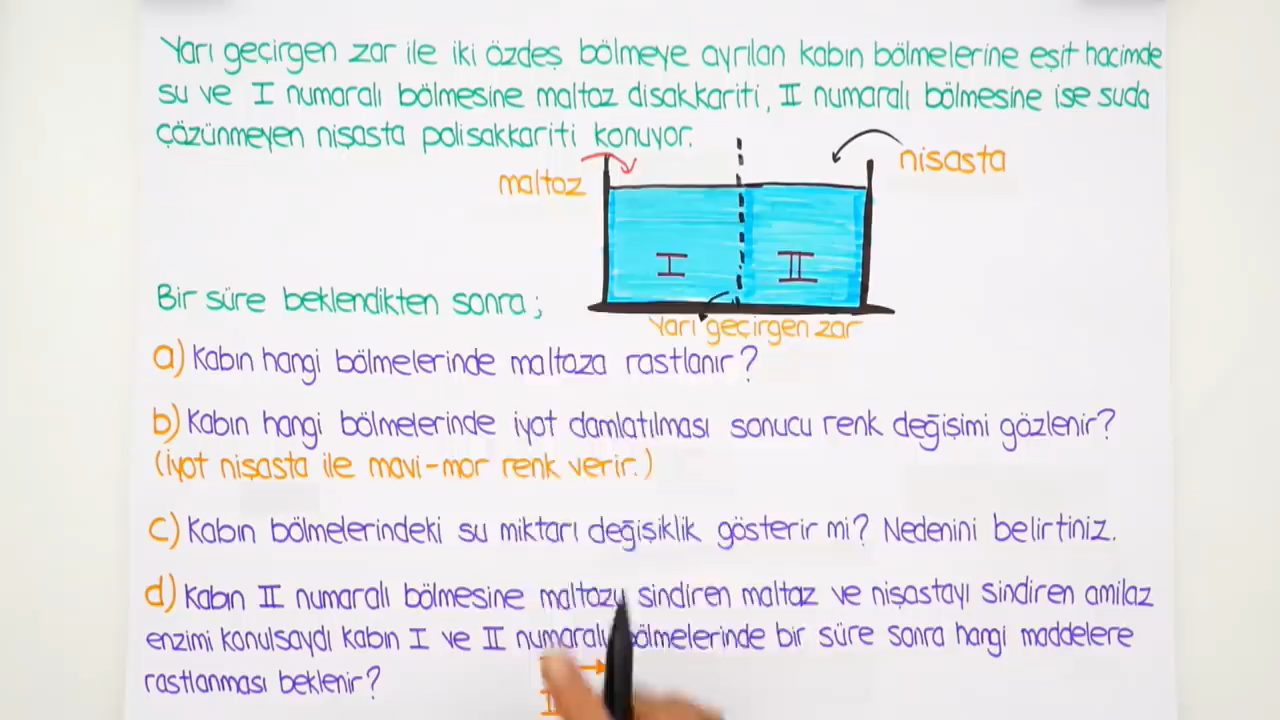 Yarı geçirgen zar ile iki özdeş bölmeye ayrılan kabın bölmelerine eşit hacimde
su ve I numaralı bölmesine maltoz disakkariti, II numaralı bölmesine ise suda
çözünmeyen nişasta polisakkariti konuyor.
maltoz
nisasta
I
II
Yarı geçirgen zar
Bir süre beklendikten sonra;
a) Kabın hangi bölmelerinde maltoza rastlanır?
b) Kabın hangi bölmelerinde iyot damlatılması sonucu renk değişimi gözlenir?
(İyot nişasta ile mavi-mor renk verir.)
c) Kabın bölmelerindeki su miktarı değişiklik gösterir mi? Nedenini belirtiniz.
d) Kabın II numaralı bölmesine maltozu sindiren maltaz ve nişastayı sindiren amilaz
enzimi konulsaydı kabın I ve II numaralı bölmelerinde bir süre sonra hangi maddelere
rastlanması beklenir?